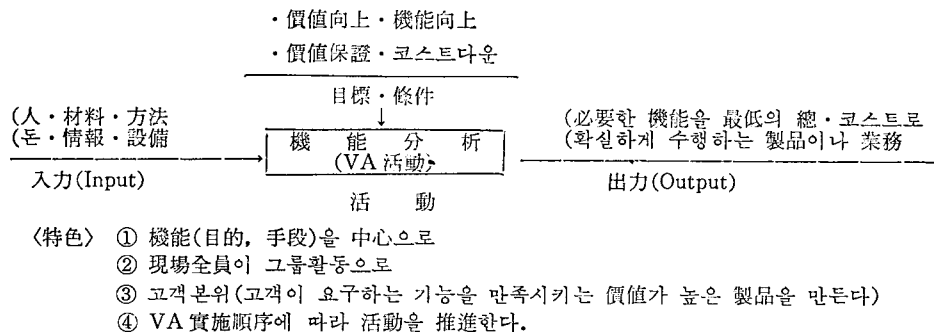 ・價値向上・機能向上
・價値保證・코스트다운
目標・條件
(人・材料・方法
(돈・情報・設備
機 能 分 析
(VA 活動)
(必要한 機能을 最低의 總・코스트로
(확실하게 수행하는 製品이나 業務
入力(Input)
出力(Output)
活 動
〈特色〉 ① 機能(目的, 手段)을 中心으로
② 現場全員이 그룹활동으로
③ 고객본위(고객이 요구하는 기능을 만족시키는 價値가 높은 製品을 만든다)
④ VA 實施順序에 따라 活動을 推進한다.